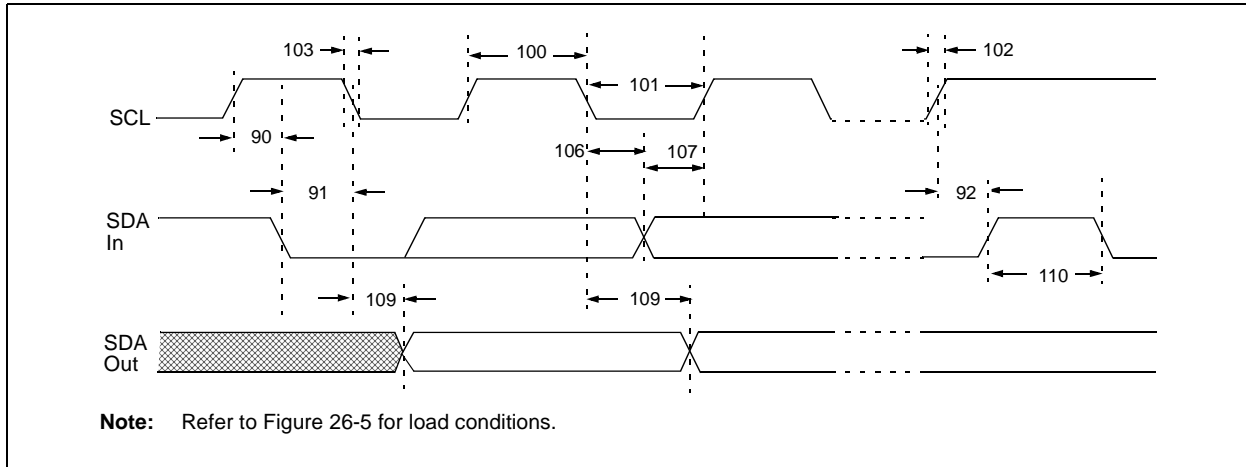 103
100
102
101
SCL
90
106
107
91
92
SDA
In
110
109
109
SDA
Out
Note: Refer to Figure 26-5 for load conditions.